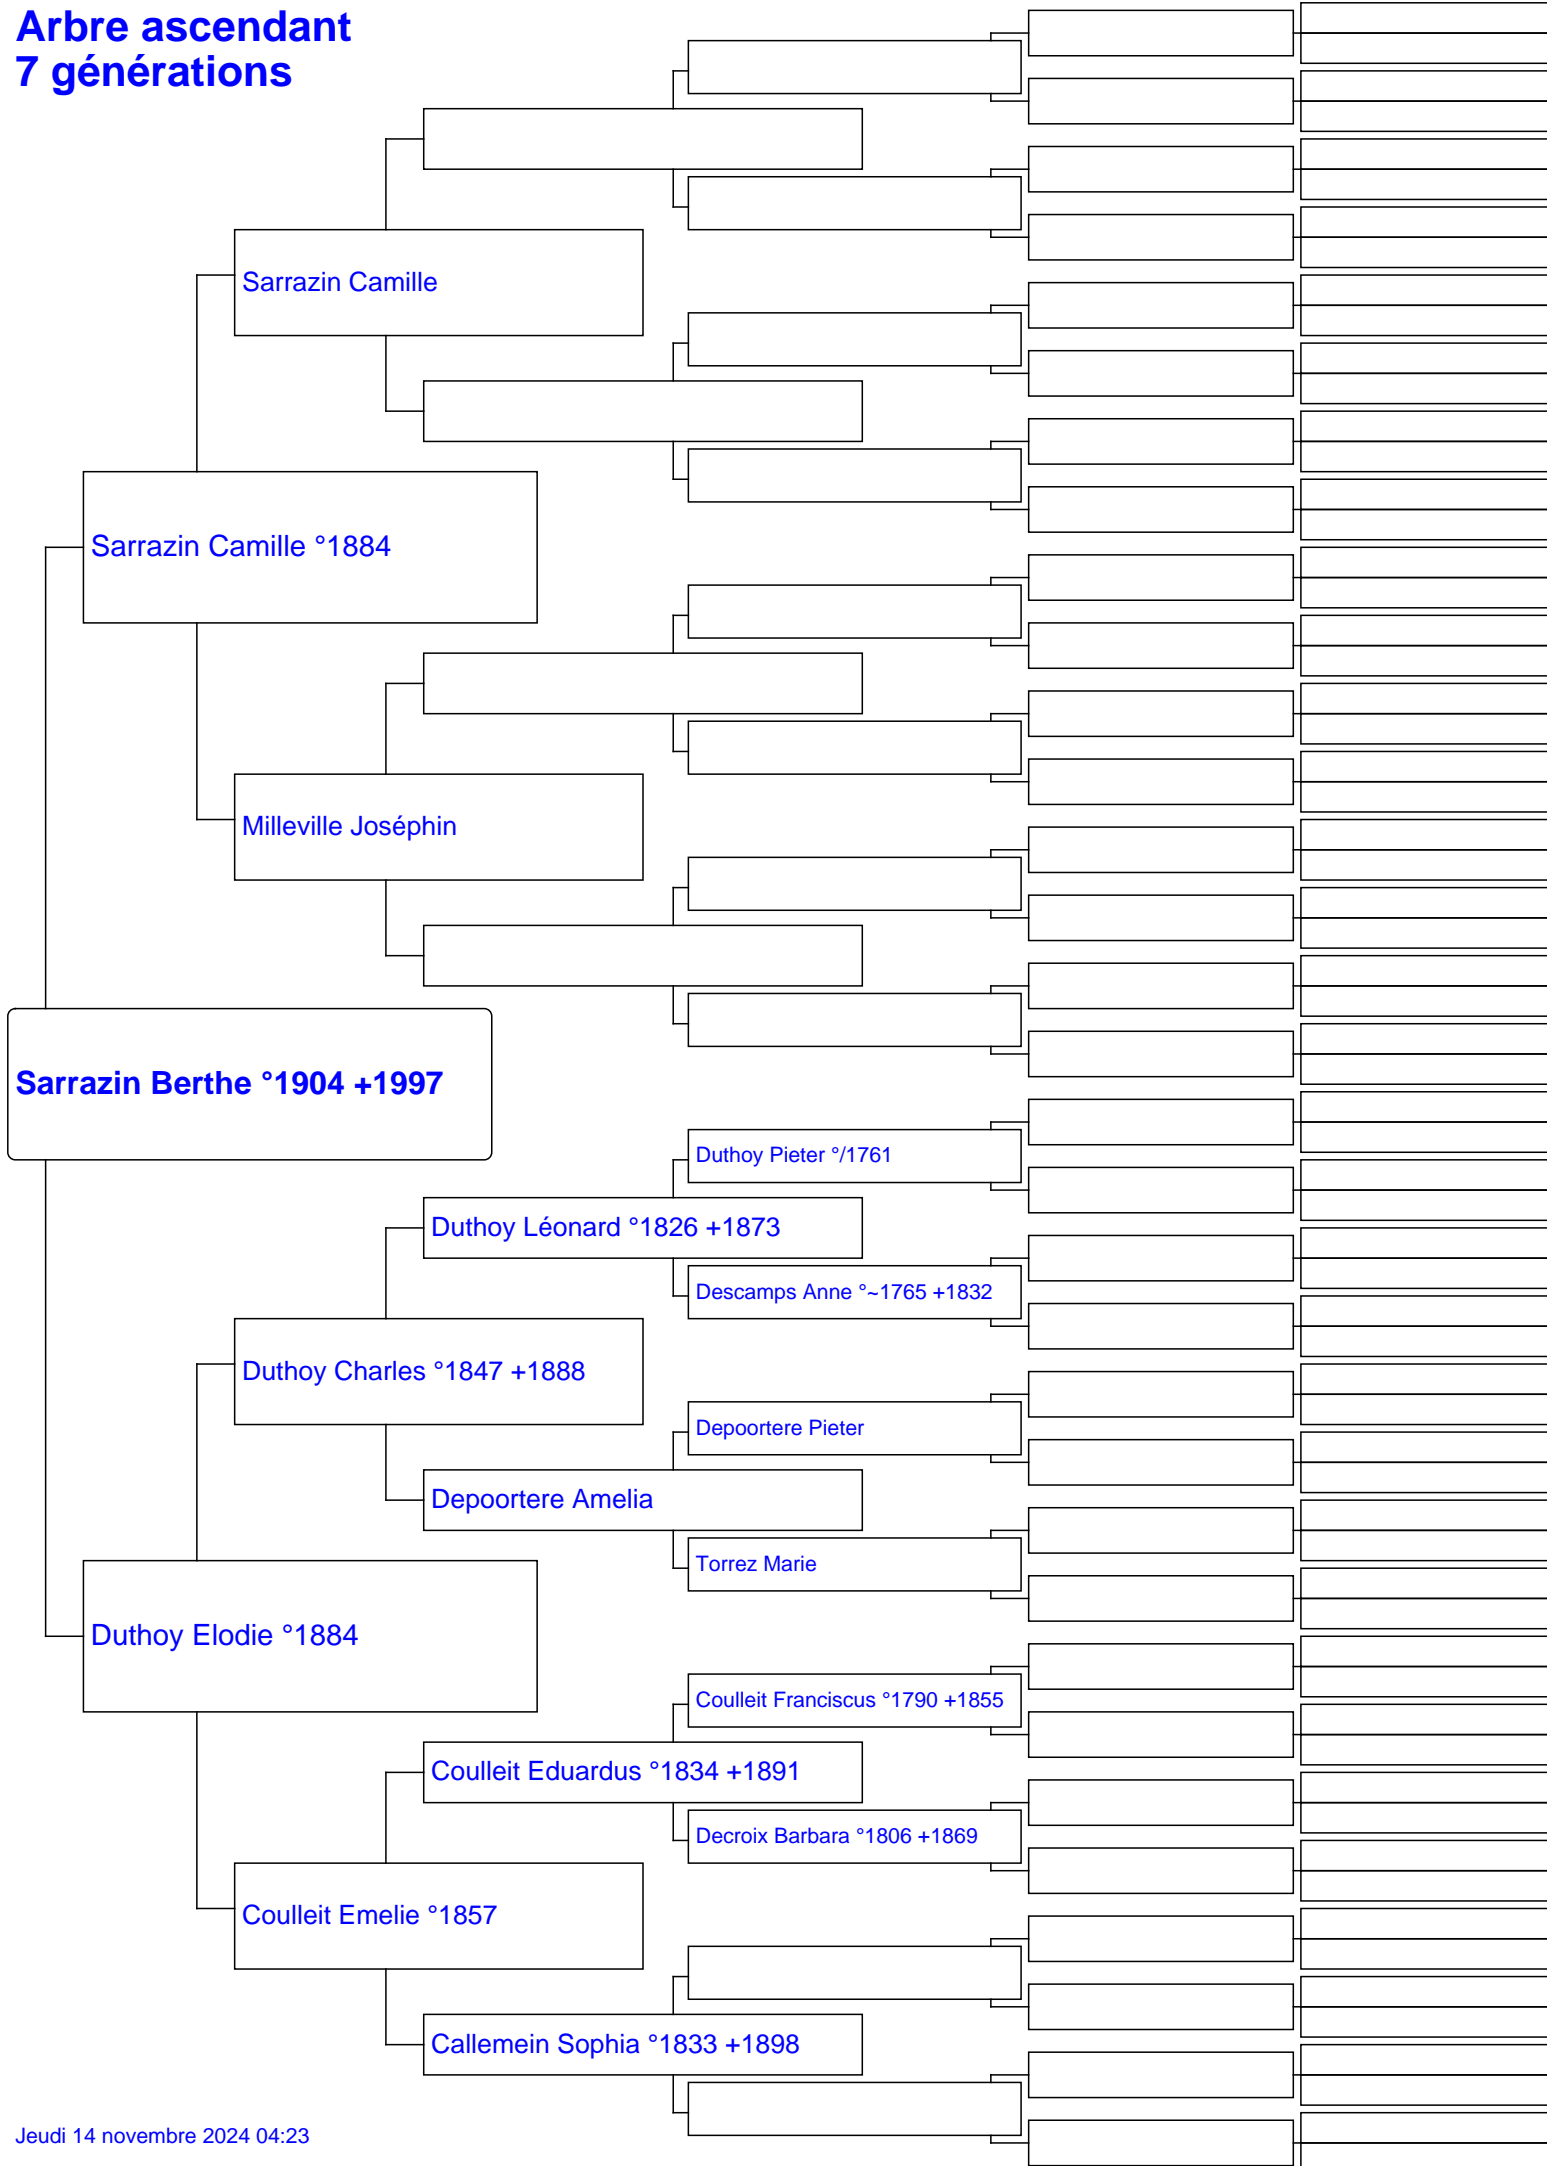 Arbre ascendant
7 générations
Sarrazin Camille
Sarrazin Camille °1884
Milleville Joséphin
Sarrazin Berthe °1904 +1997
Duthoy Pieter °/1761
Duthoy Léonard °1826 +1873
Descamps Anne °~1765 +1832
Duthoy Charles °1847 +1888
Depoortere Pieter
Depoortere Amelia
Torrez Marie
Duthoy Elodie °1884
Coulleit Franciscus °1790 +1855
Coulleit Eduardus °1834 +1891
Decroix Barbara °1806 +1869
Coulleit Emelie °1857
Callemein Sophia °1833 +1898
Jeudi 14 novembre 2024 04:23